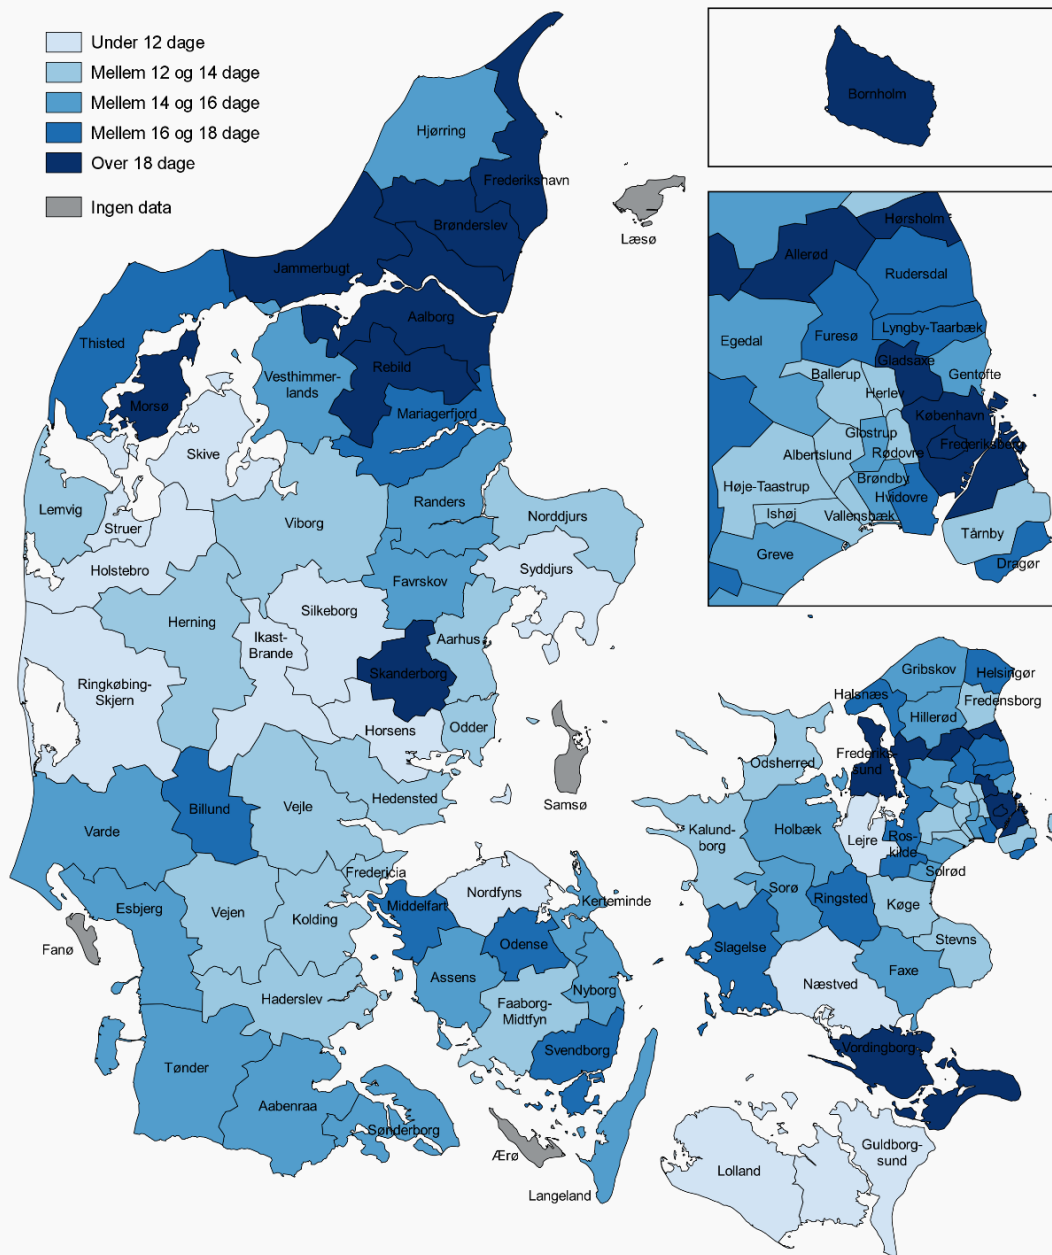 Under 12 dage
Mellem 12 og 14 dage
Mellem 14 og 16 dage
Mellem 16 og 18 dage
Over 18 dage
Ingen data
Hjørring
Frederikshavn
Brønderslev
Læsø
Jammerbugt
Aalborg
Thisted
Rebild
Vesthimmer-
lands
Morsø
Mariagerfjord
Skive
Lemvig
Randers
Norddjurs
Struer
Viborg
Holstebro
Syddjurs
Favrskov
Silkeborg
Herning
Ikast-
Brande
Aarhus
Skanderborg
Ringkøbing-
Skjern
Horsens
Odder
Samsø
Billund
Vejle
Hedensted
Varde
Fredericia
Esbjerg
Vejen
Kolding
Fanø
Haderslev
Tønder
Aabenraa
Sønderborg
Nordfyns
Middelfart
Kerteminde
Odense
Assens
Nyborg
Faaborg-
Midtfyn
Svendborg
Ærø
Langeland
Bornholm
Hørsholm
Allerød
Rudersdal
Egedal
Furesø
Lyngby-Taarbæk
Gladsaxe
Ballerup
Gentofte
Herlev
København
Glostrup
Frederiksberg
Albertslund
Rødovre
Høje-Taastrup
Brøndby
Hvidovre
Ishøj
Vallensbæk
Tårnby
Greve
Dragør
Gribskov
Helsingør
Halsnæs
Fredensborg
Hillerød
Frederiks-
sund
Odsherred
Kalund-
borg
Holbæk
Lejre
Ros-
kilde
Solrød
Sorø
Ringsted
Køge
Slagelse
Stevns
Næstved
Faxe
Vordingborg
Guldborg-
sund
Lolland